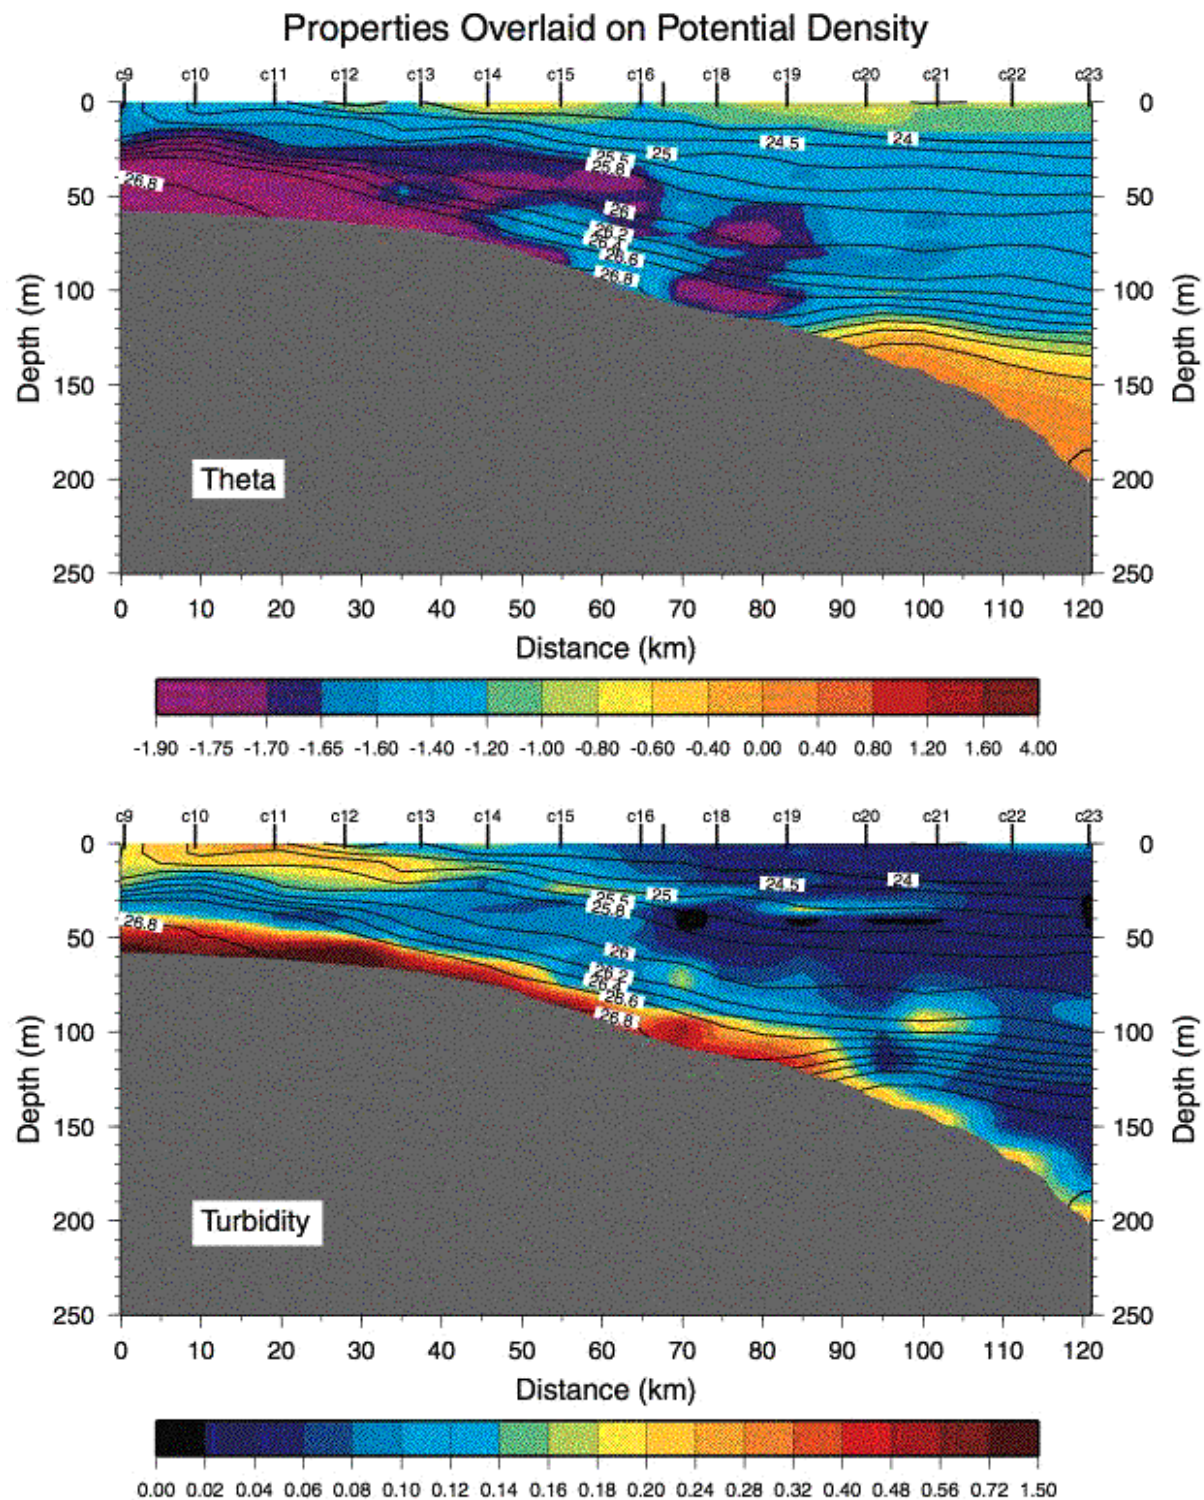 Properties Overlaid on Potential Density
c9 c10 c11 c12 c13 c14 c15 c16 c18 c19 c20 c21 c22 c23
0 0
24
24.5
25
25.5
25.8
26.8
50 50
26
26.2
26.4
26.6
26.8
100 100
Depth (m) Depth (m)
150 150
Theta
200 200
250 250
0 10 20 30 40 50 60 70 80 90 100 110 120
Distance (km)
-1.90 -1.75 -1.70 -1.65 -1.60 -1.40 -1.20 -1.00 -0.80 -0.60 -0.40 0.00 0.40 0.80 1.20 1.60 4.00
c9 c10 c11 c12 c13 c14 c15 c16 c18 c19 c20 c21 c22 c23
0 0
24
24.5
25
25.5
25.8
26.8
50 50
26
26.2
26.4
26.6
26.8
100 100
Depth (m) Depth (m)
150 150
Turbidity
200 200
250 250
0 10 20 30 40 50 60 70 80 90 100 110 120
Distance (km)
0.00 0.02 0.04 0.06 0.08 0.10 0.12 0.14 0.16 0.18 0.20 0.24 0.28 0.32 0.40 0.48 0.56 0.72 1.50